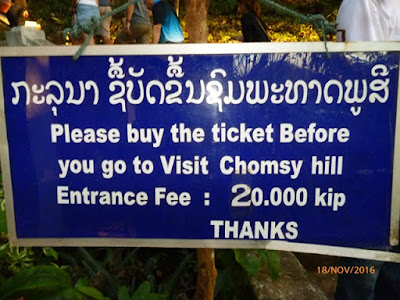 ກະລຸນາ ຊື້ບັດຂື້ນຊົມພະທາດພູສີ
Please buy the ticket Before
you go to Visit Chomsy hill
Entrance Fee : 20.000 kip
THANKS
18/NOV/2016